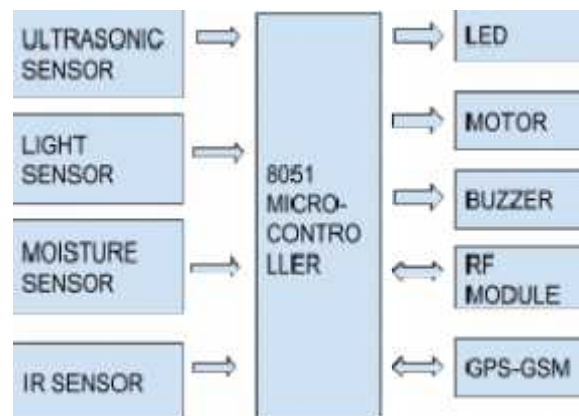 ULTRASONIC
SENSOR
LIGHT
SENSOR
MOISTURE
SENSOR
IR SENSOR
8051
MICRO-
CONTRO
LLER
LED
MOTOR
BUZZER
RF
MODULE
GPS-GSM